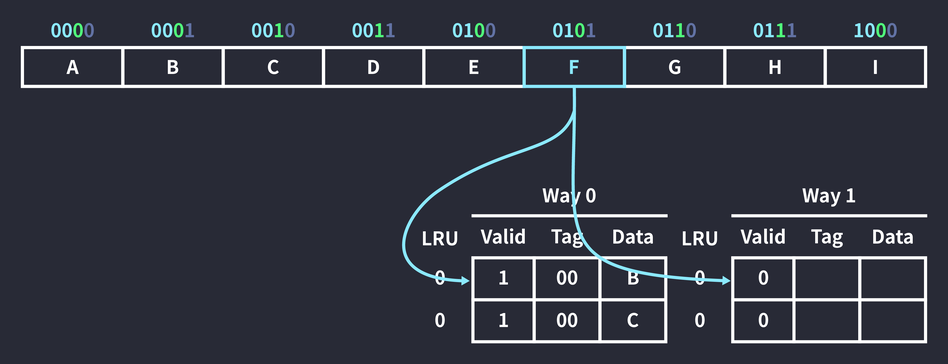 0000 0001 0010 0011 0100 0101 0110 0111 1000
A B C D E F G H I
Way 0 Way 1
LRU Valid Tag Data LRU Valid Tag Data
0 1 00 B 0 0
0 1 00 C 0 0